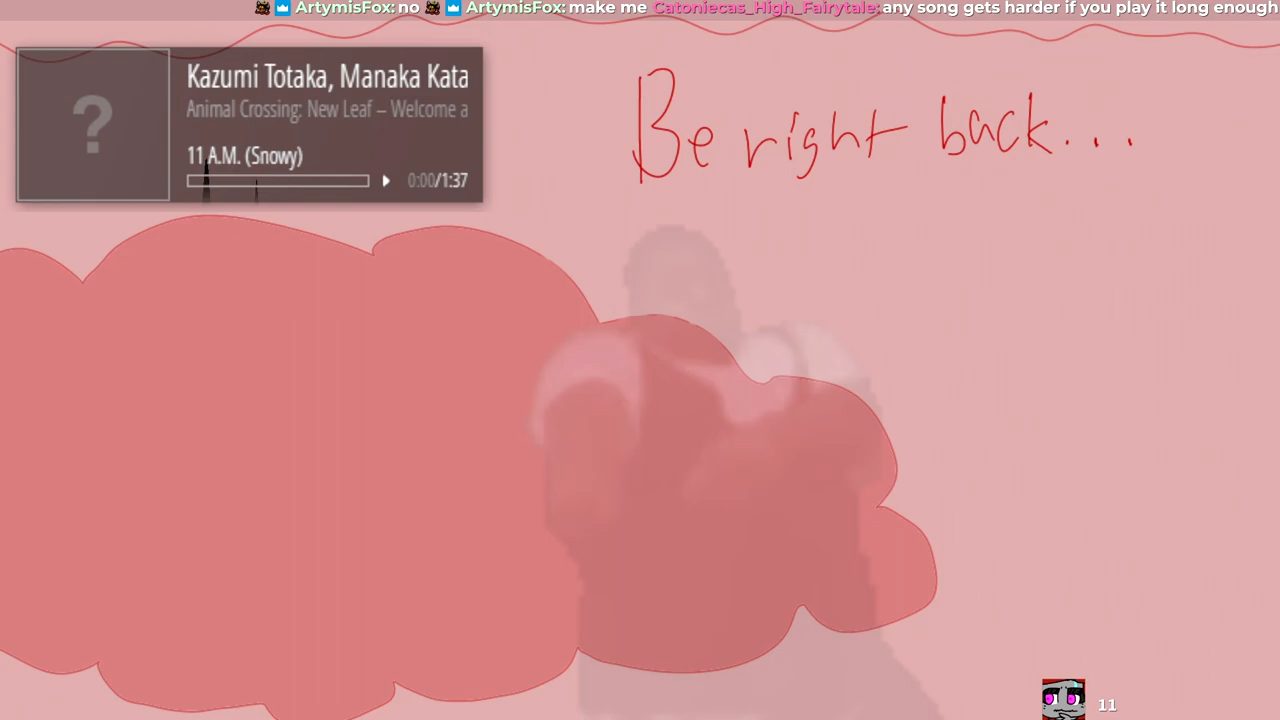 ArtymisFox: no ArtymisFox: make me Catoniecas_High_Fairytale: any song gets harder if you play it long enough
?
Kazumi Totaka, Manaka Kata
Animal Crossing: New Leaf – Welcome a
11 A.M. (Snowy)
0:00/1:37
Be right back...
11